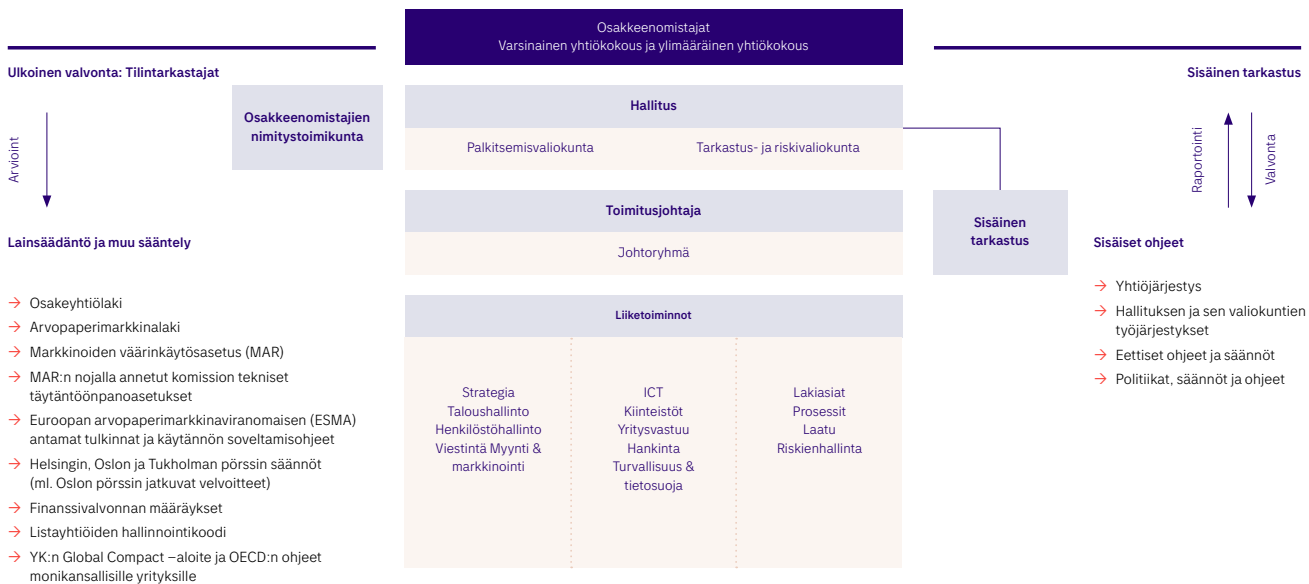 Osakkeenomistajat
Varsinainen yhtiökokous ja ylimääräinen yhtiökokous
Ulkoinen valvonta: Tilintarkastajat
Arvioint
Osakkeenomistajien
nimitystoimikunta
Lainsäädäntö ja muu sääntely
→ Osakeyhtiölaki
→ Arvopaperimarkkinalaki
→ Markkinoiden väärinkäytösasetus (MAR)
→ MAR:n nojalla annetut komission tekniset
täytäntöönpanoasetukset
→ Euroopan arvopaperimarkkinaviranomaisen (ESMA)
antamat tulkinnat ja käytännön soveltamisohjeet
→ Helsingin, Oslon ja Tukholman pörssin säännöt
(ml. Oslon pörssin jatkuvat velvoitteet)
→ Finanssivalvonnan määräykset
→ Listayhtiöiden hallinnointikoodi
→ YK:n Global Compact –aloite ja OECD:n ohjeet
monikansallisille yrityksille
Hallitus
Palkitsemisvaliokunta
Tarkastus- ja riskivaliokunta
Toimitusjohtaja
Johtoryhmä
Liiketoiminnot
Strategia
Taloushallinto
Henkilöstöhallinto
Viestintä Myynti &
markkinointi
ICT
Kiinteistöt
Yritysvastuu
Hankinta
Turvallisuus &
tietosuoja
Lakiasiat
Prosessit
Laatu
Riskienhallinta
Sisäinen
tarkastus
Sisäinen tarkastus
Raportointi
Valvonta
Sisäiset ohjeet
→ Yhtiöjärjestys
→ Hallituksen ja sen valiokuntien
työjärjestykset
→ Eettiset ohjeet ja säännöt
→ Politiikat, säännöt ja ohjeet